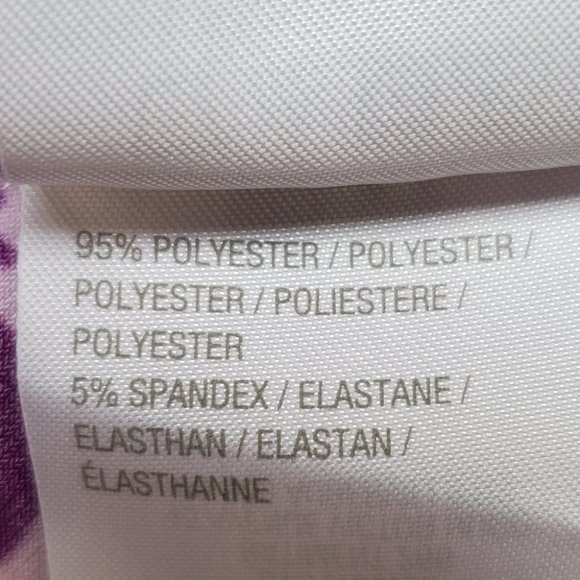 95% POLYESTER / POLYESTER /
POLYESTER / POLIESTERE /
POLYESTER
5% SPANDEX / ELASTANE /
ELASTHAN / ELASTAN /
ÉLASTHANNE